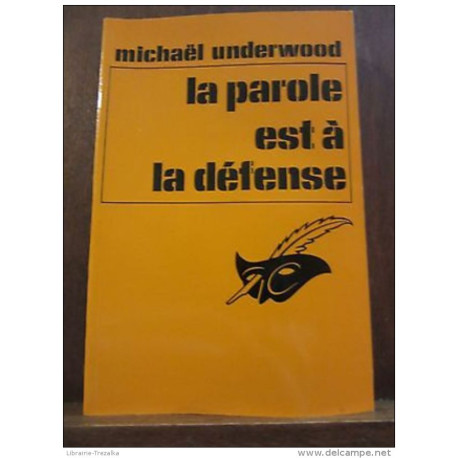 michaël underwood
la parole
est à
la défense
Librairie-Trezalka
www.delcampe.net